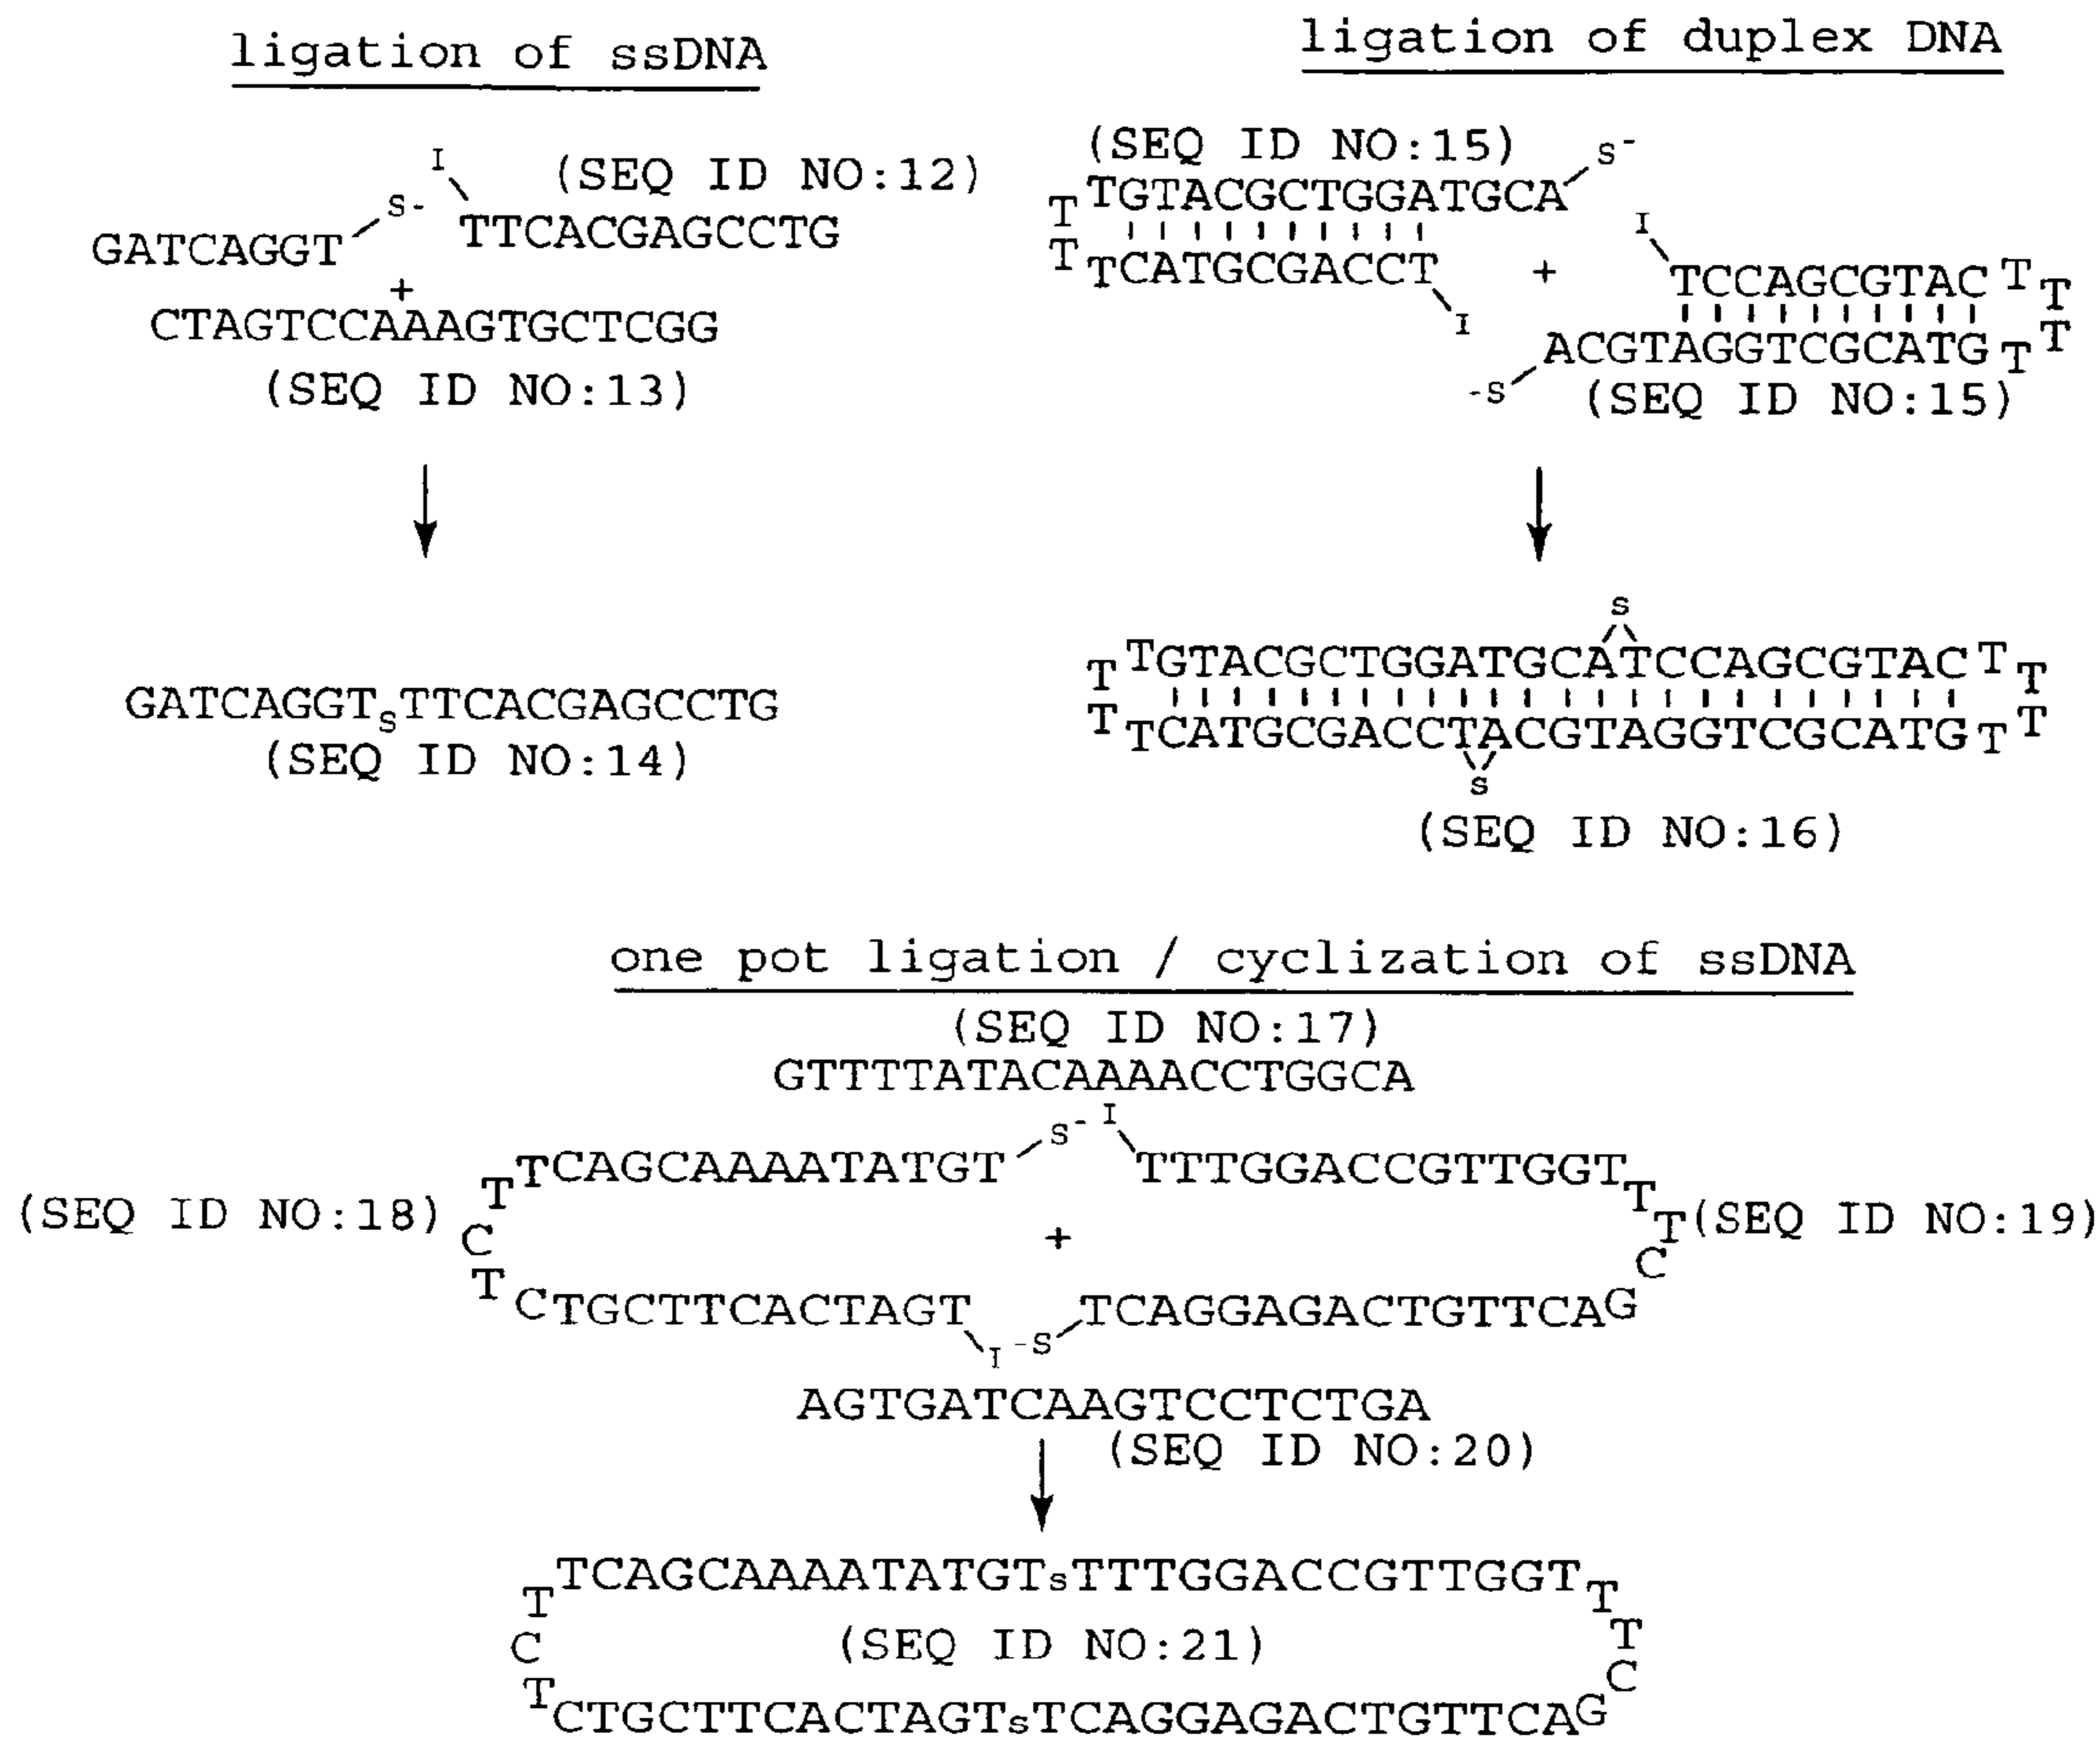 ligation of ssDNA
I
(SEQ ID NO:12)
S-
GATCAGGT
TTCACGAGCCTG
+
CTAGTCCAAAGTGCTCGG
(SEQ ID NO:13)
GATCAGGTsTTCACGAGCCTG
(SEQ ID NO:14)
ligation of duplex DNA
(SEQ ID NO:15)
S-
T TGTACGCTGGATGCA
T TCATGCGACCT
I
+
I
TCCAGCGTAC T T
ACGTAGGTCGCATG T T
-S
(SEQ ID NO:15)
s
T TGTACGCTGGATGCATCCAGCGTAC T T
T TCATGCGACCTACGTAGGTCGCATG T T
s
(SEQ ID NO:16)
one pot ligation / cyclization of ssDNA
(SEQ ID NO:17)
GTTTTATACAAAACCTGGCA
S- I
TTCAGCAAAATATGT
TTTGGACCGTTGGT T
(SEQ ID NO:18)
C
T
+
T (SEQ ID NO:19)
C
CTGCTTCACTAGT
TCAGGAGACTGTTCAG
I -S
AGTGATCAAGTCCTCTGA
(SEQ ID NO:20)
T TCAGCAAAATATGTsTTTGGACCGTTGGT T
C
(SEQ ID NO:21)
T
C
T CTGCTTCACTAGTsTCAGGAGACTGTTCAG